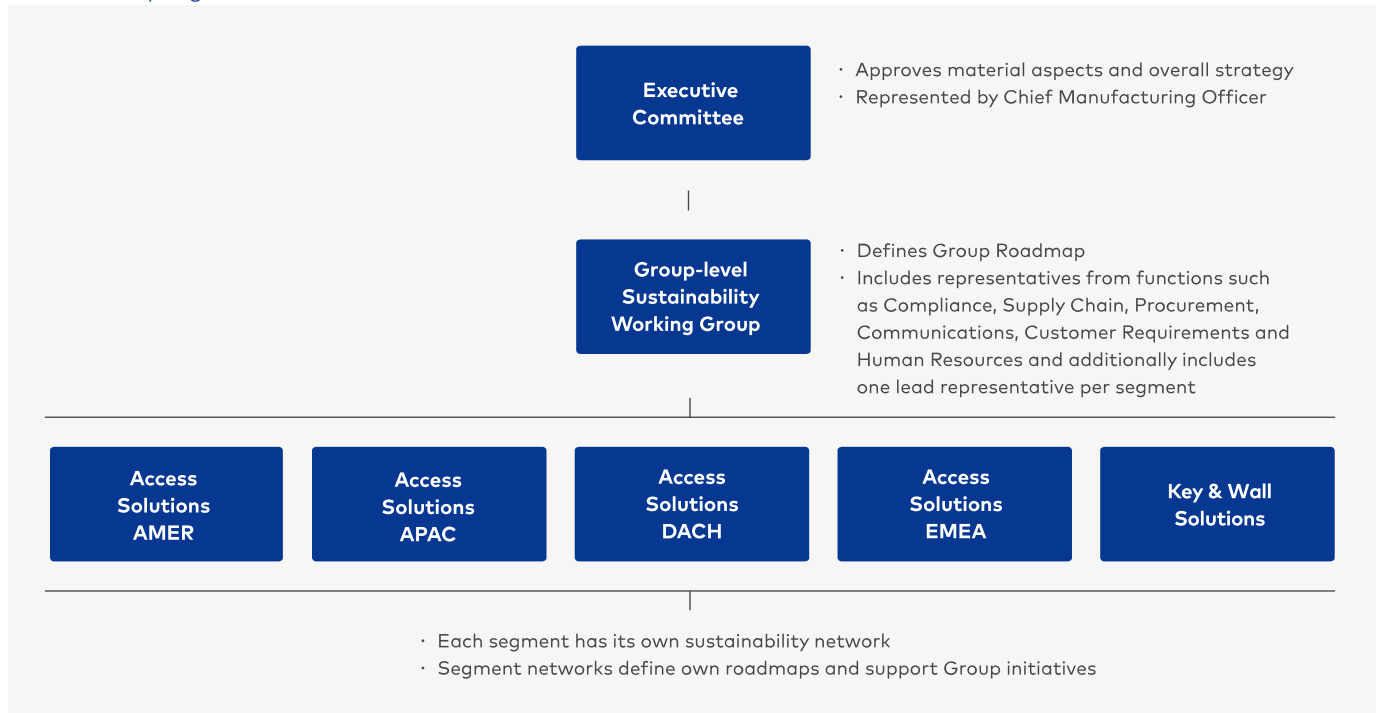 Executive
Committee
· Approves material aspects and overall strategy
· Represented by Chief Manufacturing Officer
Group-level
Sustainability
Working Group
· Defines Group Roadmap
· Includes representatives from functions such
as Compliance, Supply Chain, Procurement,
Communications, Customer Requirements and
Human Resources and additionally includes
one lead representative per segment
Access
Solutions
AMER
Access
Solutions
APAC
Access
Solutions
DACH
Access
Solutions
EMEA
Key & Wall
Solutions
· Each segment has its own sustainability network
· Segment networks define own roadmaps and support Group initiatives